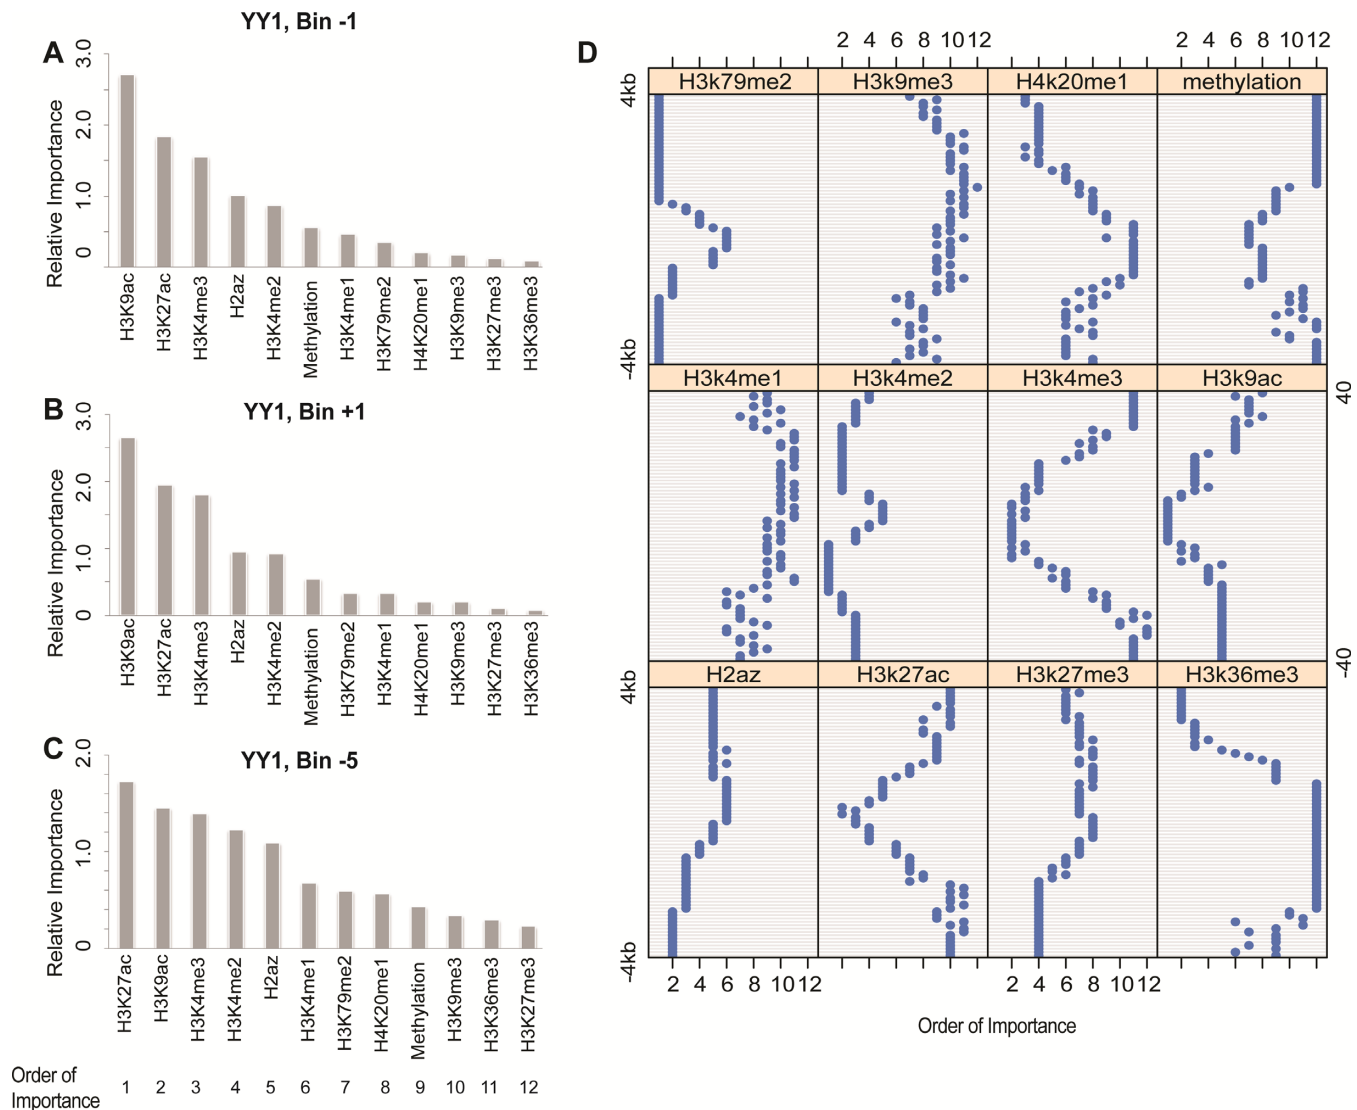 YY1, Bin -1
A
Relative Importance
3.0
2.0
1.0
0
H3K9ac
H3K27ac
H3K4me3
H2az
H3K4me2
Methylation
H3K4me1
H3K79me2
H4K20me1
H3K9me3
H3K27me3
H3K36me3
B
YY1, Bin +1
Relative Importance
3.0
2.0
1.0
0
H3K9ac
H3K27ac
H3K4me3
H2az
H3K4me2
Methylation
H3K79me2
H3K4me1
H4K20me1
H3K9me3
H3K27me3
H3K36me3
C
YY1, Bin -5
Relative Importance
2.0
1.0
0
H3K27ac
H3K9ac
H3K4me3
H3K4me2
H2az
H3K4me1
H3K79me2
H4K20me1
Methylation
H3K9me3
H3K36me3
H3K27me3
Order of
Importance 1 2 3 4 5 6 7 8 9 10 11 12
D
2 4 6 8 10 12 2 4 6 8 10 12
H3k79me2 H3k9me3 H4k20me1 methylation
4kb
-4kb
H3k4me1 H3k4me2 H3k4me3 H3k9ac
40
-40
H2az H3k27ac H3k27me3 H3k36me3
4kb
-4kb
2 4 6 8 10 12 2 4 6 8 10 12
Order of Importance